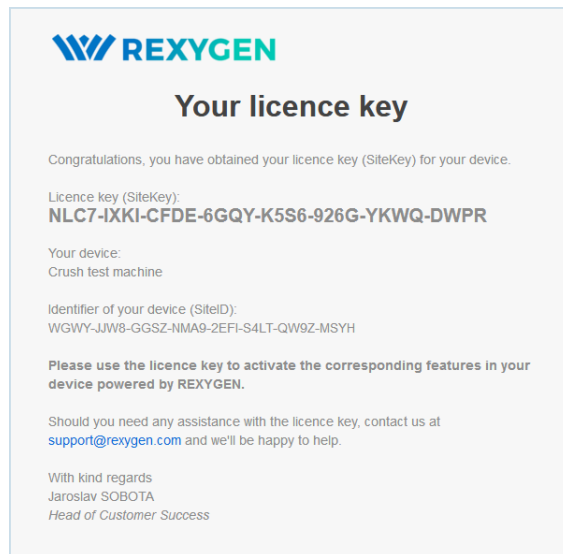 REXYGEN
Your licence key
Congratulations, you have obtained your licence key (SiteKey) for your device.
Licence key (SiteKey):
NLC7-IXKI-CFDE-6GQY-K5S6-926G-YKWQ-DWPR
Your device:
Crush test machine
Identifier of your device (SiteID):
WGWY-JJW8-GGSZ-NMA9-2EFI-S4LT-QW9Z-MSYH
Please use the licence key to activate the corresponding features in your
device powered by REXYGEN.
Should you need any assistance with the licence key, contact us at
support@rexygen.com and we'll be happy to help.
With kind regards
Jaroslav SOBOTA
Head of Customer Success